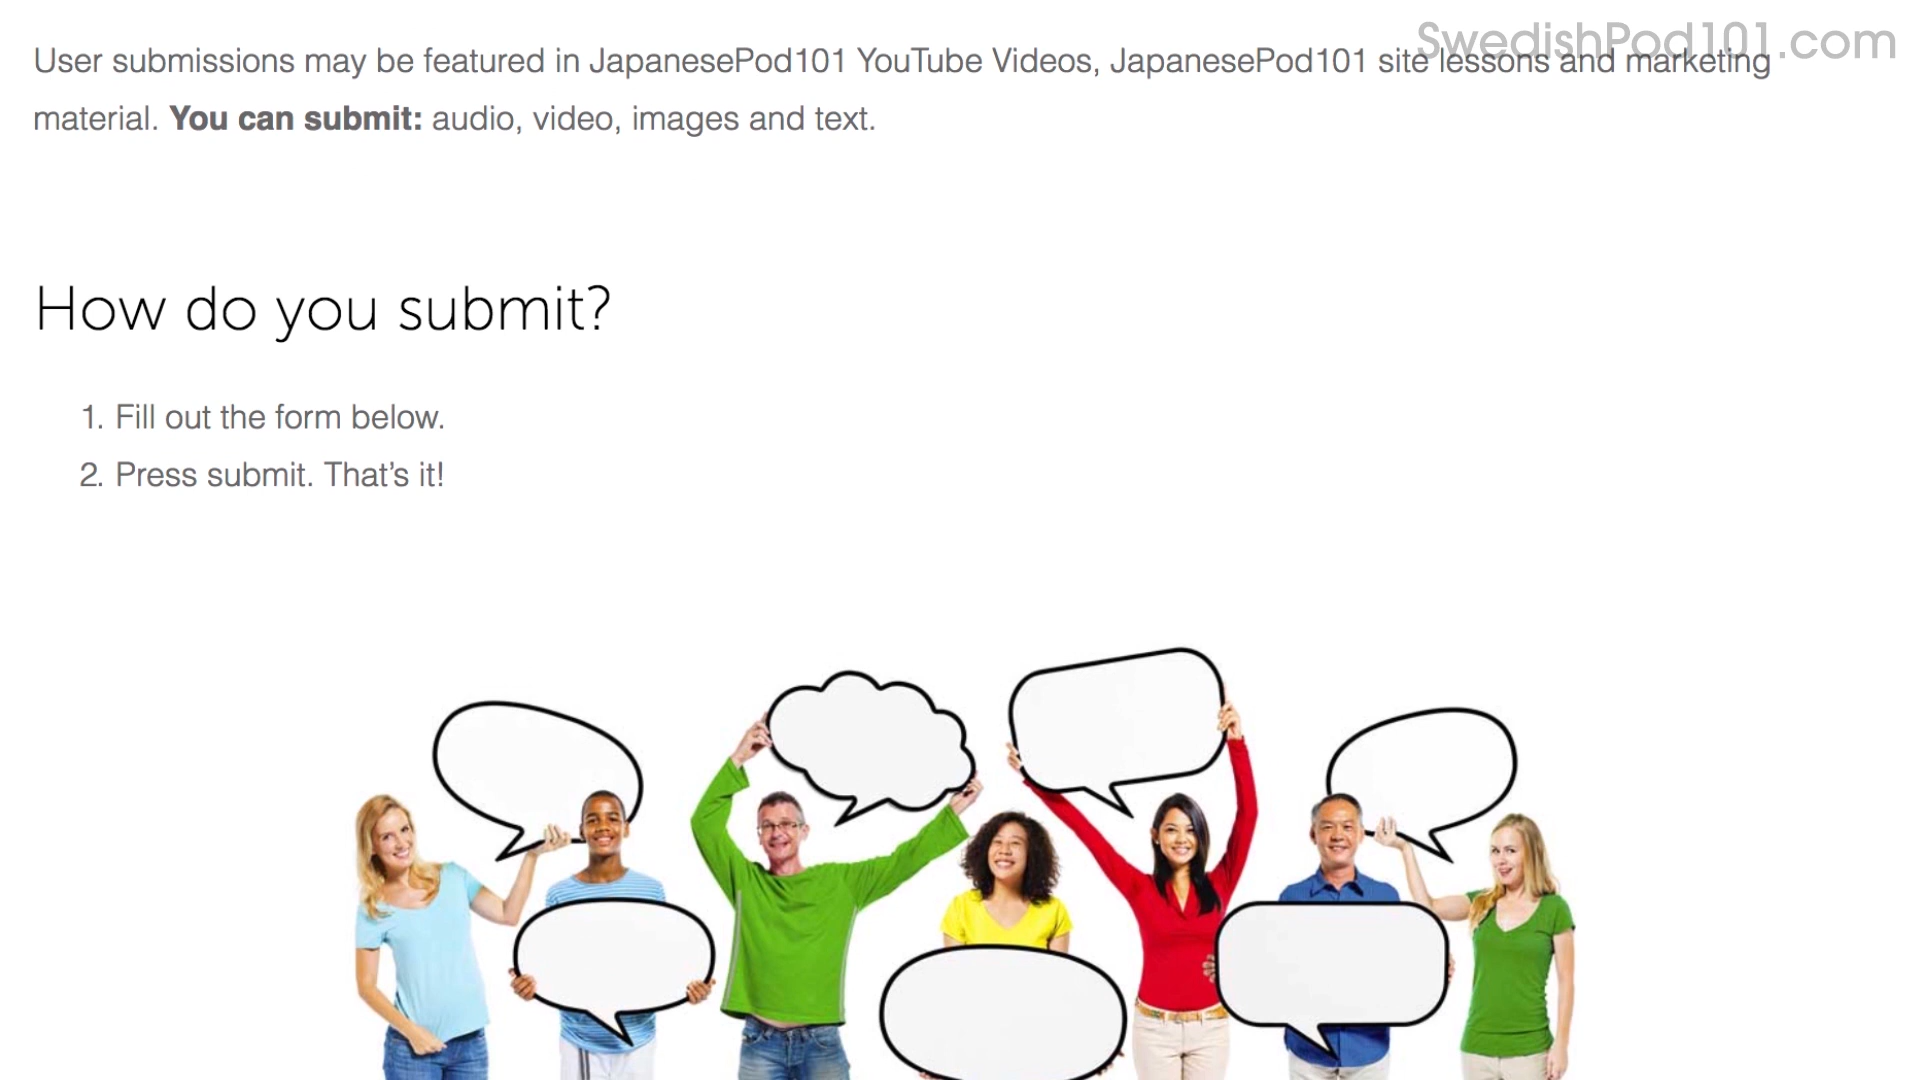 SwedishPod101.com
User submissions may be featured in JapanesePod101 YouTube Videos, JapanesePod101 site lessons and marketing
material. You can submit: audio, video, images and text.
How do you submit?
1. Fill out the form below.
2. Press submit. That's it!